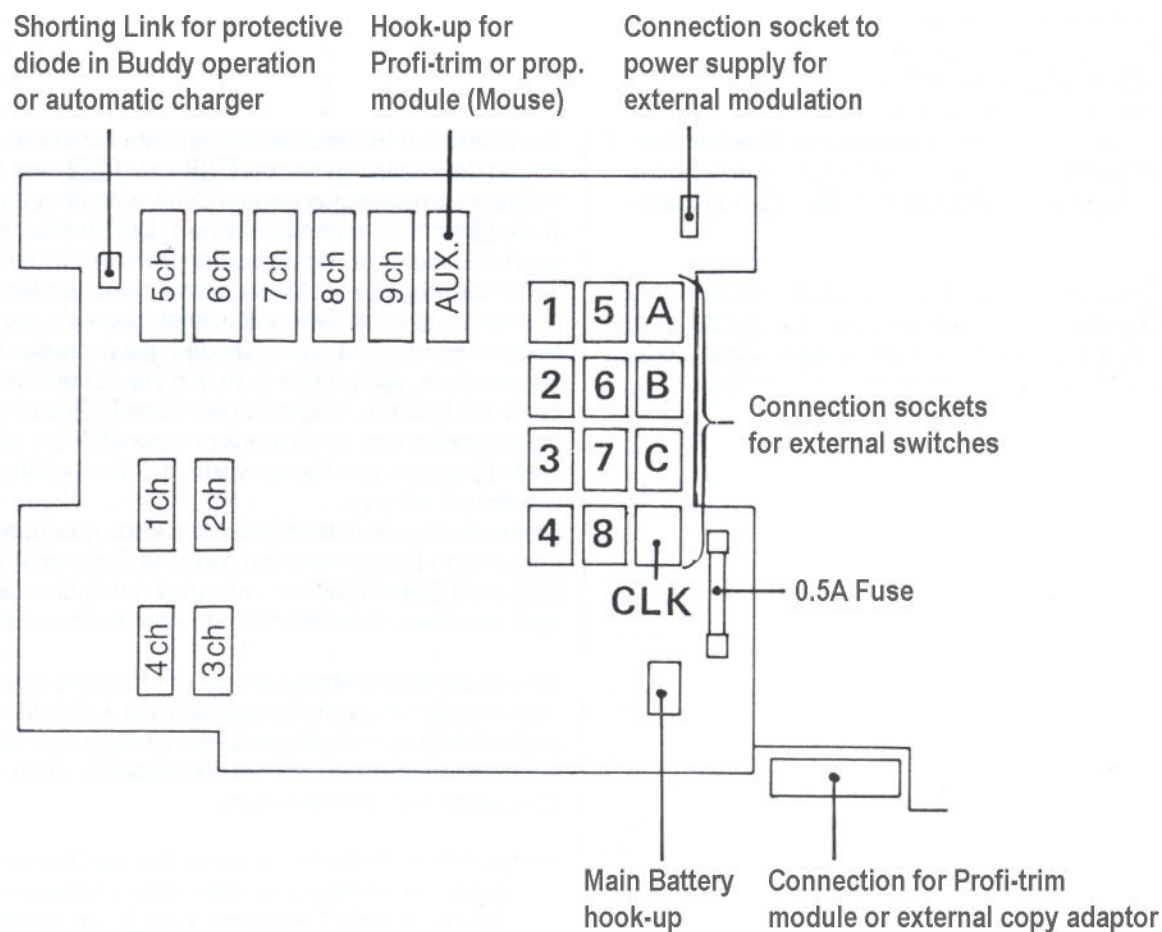 Shorting Link for protective
diode in Buddy operation
or automatic charger
Hook-up for
Profi-trim or prop.
module (Mouse)
Connection socket to
power supply for
external modulation
5ch
6ch
7ch
8ch
9ch
AUX.
1 5 A
2 6 B
3 7 C
4 8
CLK
Connection sockets
for external switches
1ch
2ch
0.5A Fuse
4ch
3ch
Main Battery
hook-up
Connection for Profi-trim
module or external copy adaptor